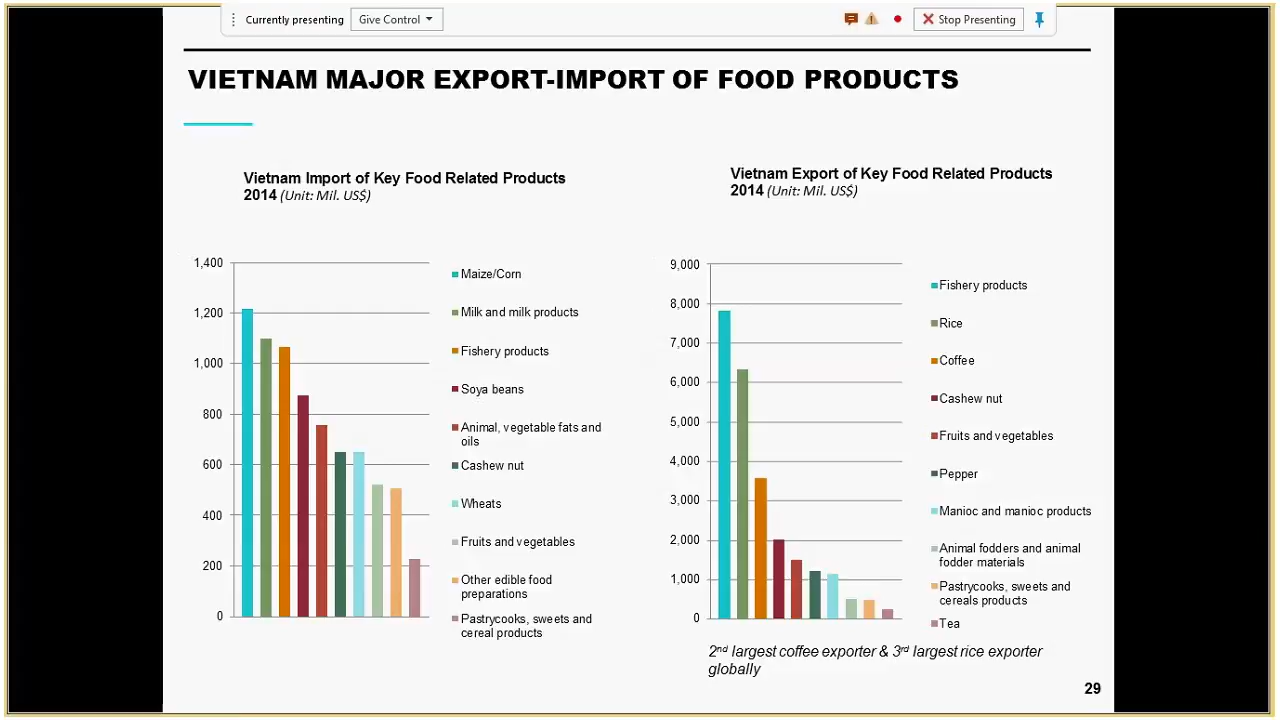 Currently presenting
Give Control
Stop Presenting
VIETNAM MAJOR EXPORT-IMPORT OF FOOD PRODUCTS
Vietnam Import of Key Food Related Products
2014 (Unit: Mil. US$)
1,400
1,200
1,000
800
600
400
200
0
Maize/Corn
Milk and milk products
Fishery products
Soya beans
Animal, vegetable fats and
oils
Cashew nut
Wheats
Fruits and vegetables
Other edible food
preparations
Pastrycooks, sweets and
cereal products
Vietnam Export of Key Food Related Products
2014 (Unit: Mil. US$)
9,000
8,000
7,000
6,000
5,000
4,000
3,000
2,000
1,000
0
Fishery products
Rice
Coffee
Cashew nut
Fruits and vegetables
Pepper
Manioc and manioc products
Animal fodders and animal
fodder materials
Pastrycooks, sweets and
cereals products
Tea
2nd largest coffee exporter & 3rd largest rice exporter
globally
29